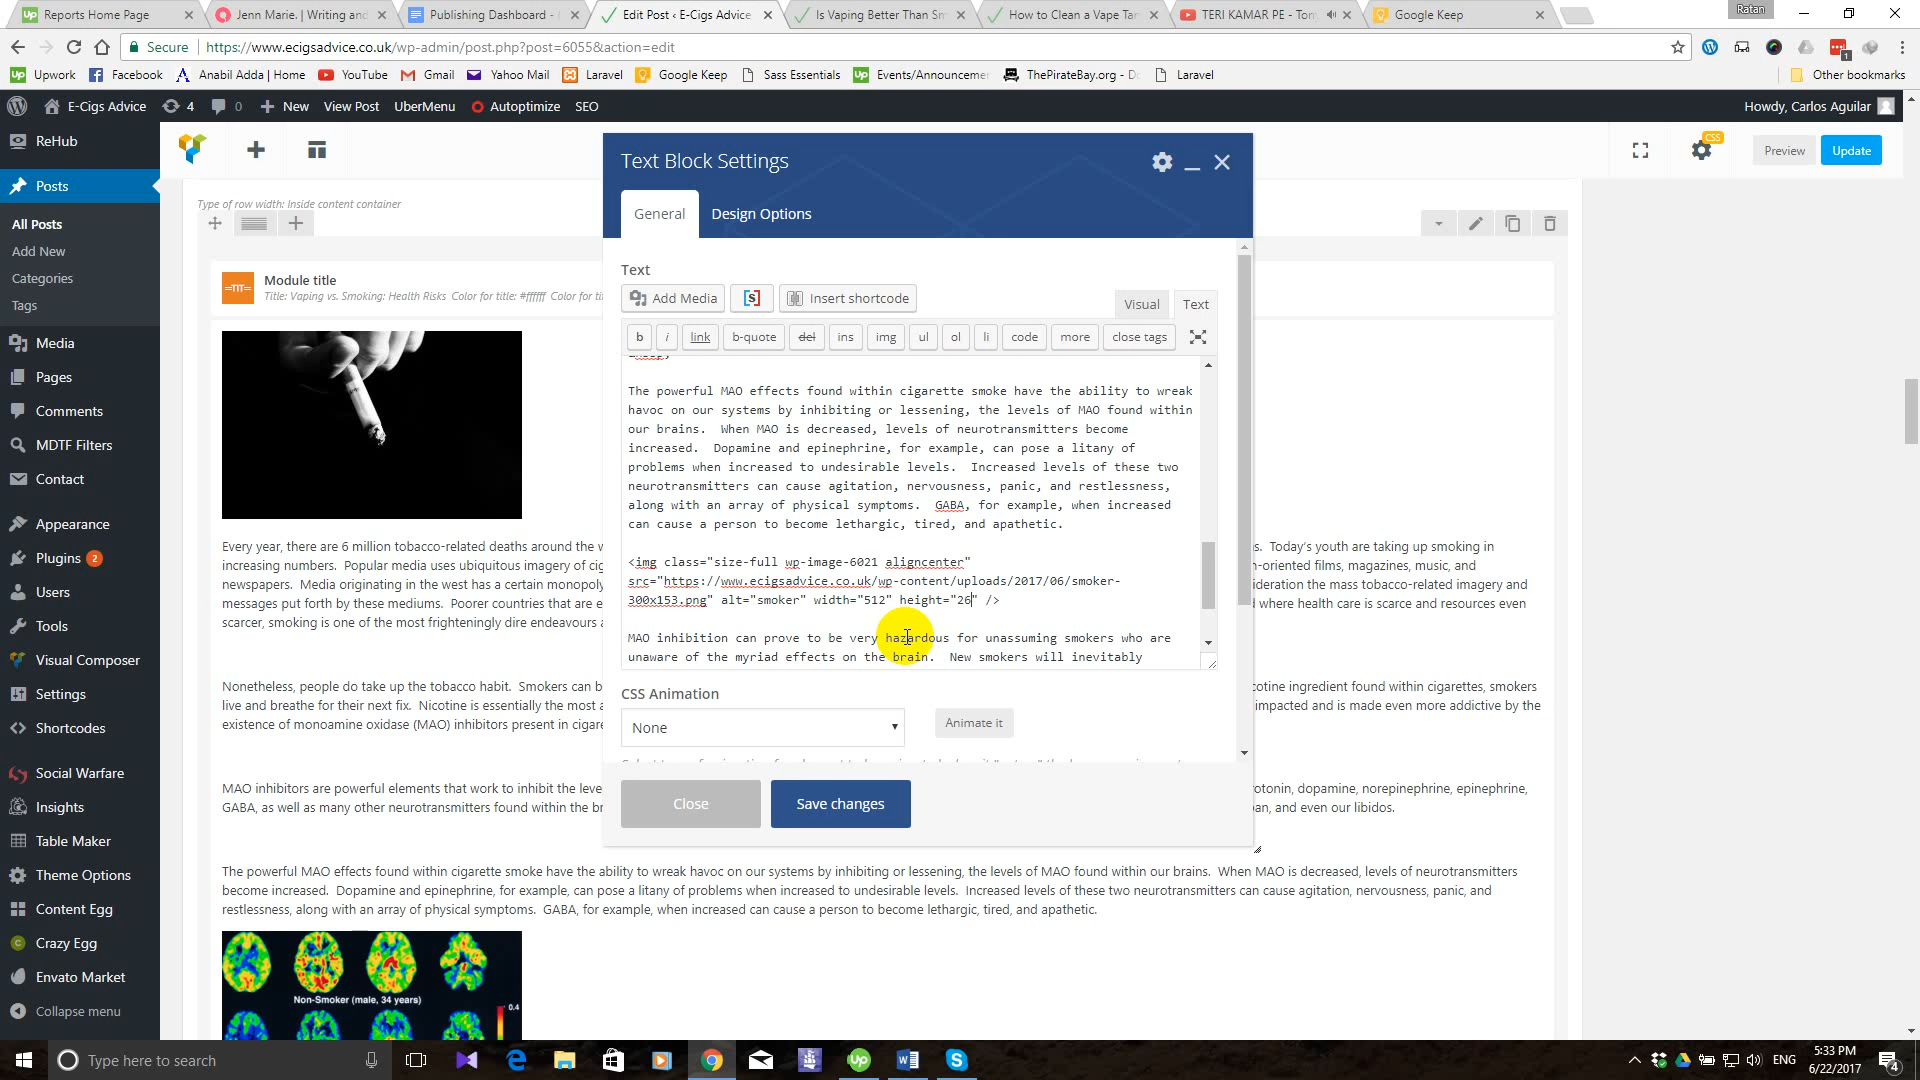 Reports Home Page
Jenn Marie. | Writing and
Publishing Dashboard -
Edit Post ‹ E-Cigs Advice
Is Vaping Better Than Sm
How to Clean a Vape Tan
TERI KAMAR PE - Tony
Google Keep
Ratan
Secure
https://www.ecigsadvice.co.uk/wp-admin/post.php?post=6055&action=edit
Upwork
Facebook
Anabil Adda | Home
YouTube
Gmail
Yahoo Mail
Laravel
Google Keep
Sass Essentials
Events/Announcemen
ThePirateBay.org - Do
Laravel
Other bookmarks
E-Cigs Advice
4
0
New
View Post
UberMenu
Autoptimize
SEO
Howdy, Carlos Aguilar
ReHub
Posts
All Posts
Add New
Categories
Tags
Media
Pages
Comments
MDTF Filters
Contact
Appearance
Plugins 2
Users
Tools
Visual Composer
Settings
Shortcodes
Social Warfare
Insights
Table Maker
Theme Options
Content Egg
Crazy Egg
Envato Market
Collapse menu
CSS
Preview
Update
Type of row width: Inside content container
Module title
Title: Vaping vs. Smoking: Health Risks Color for title: #ffffff Color for ti
Text Block Settings
General
Design Options
Text
Add Media
[S]
Insert shortcode
Visual
Text
b
i
link
b-quote
del
ins
img
ul
ol
li
code
more
close tags
&nbsp;
The powerful MAO effects found within cigarette smoke have the ability to wreak
havoc on our systems by inhibiting or lessening, the levels of MAO found within
our brains.  When MAO is decreased, levels of neurotransmitters become
increased.  Dopamine and epinephrine, for example, can pose a litany of
problems when increased to undesirable levels.  Increased levels of these two
neurotransmitters can cause agitation, nervousness, panic, and restlessness,
along with an array of physical symptoms.  GABA, for example, when increased
can cause a person to become lethargic, tired, and apathetic.
<img class="size-full wp-image-6021 aligncenter"
src="https://www.ecigsadvice.co.uk/wp-content/uploads/2017/06/smoker-
300x153.png" alt="smoker" width="512" height="26" />
MAO inhibition can prove to be very hazardous for unassuming smokers who are
unaware of the myriad effects on the brain.  New smokers will inevitably
CSS Animation
None
Animate it
Close
Save changes
Every year, there are 6 million tobacco-related deaths around the w
increasing numbers.  Popular media uses ubiquitous imagery of cig
newspapers.  Media originating in the west has a certain monopoly
messages put forth by these mediums.  Poorer countries that are e
scarcer, smoking is one of the most frighteningly dire endeavours a
s.  Today's youth are taking up smoking in
n-oriented films, magazines, music, and
ideration the mass tobacco-related imagery and
d where health care is scarce and resources even
Nonetheless, people do take up the tobacco habit.  Smokers can b
live and breathe for their next fix.  Nicotine is essentially the most a
existence of monoamine oxidase (MAO) inhibitors present in cigare
cotine ingredient found within cigarettes, smokers
impacted and is made even more addictive by the
MAO inhibitors are powerful elements that work to inhibit the leve
GABA, as well as many other neurotransmitters found within the br
rotonin, dopamine, norepinephrine, epinephrine,
an, and even our libidos.
The powerful MAO effects found within cigarette smoke have the ability to wreak havoc on our systems by inhibiting or lessening, the levels of MAO found within our brains.  When MAO is decreased, levels of neurotransmitters
become increased.  Dopamine and epinephrine, for example, can pose a litany of problems when increased to undesirable levels.  Increased levels of these two neurotransmitters can cause agitation, nervousness, panic, and
restlessness, along with an array of physical symptoms.  GABA, for example, when increased can cause a person to become lethargic, tired, and apathetic.
Non-Smoker (male, 34 years)
0.4
Type here to search
ENG
5:33 PM
6/22/2017
4